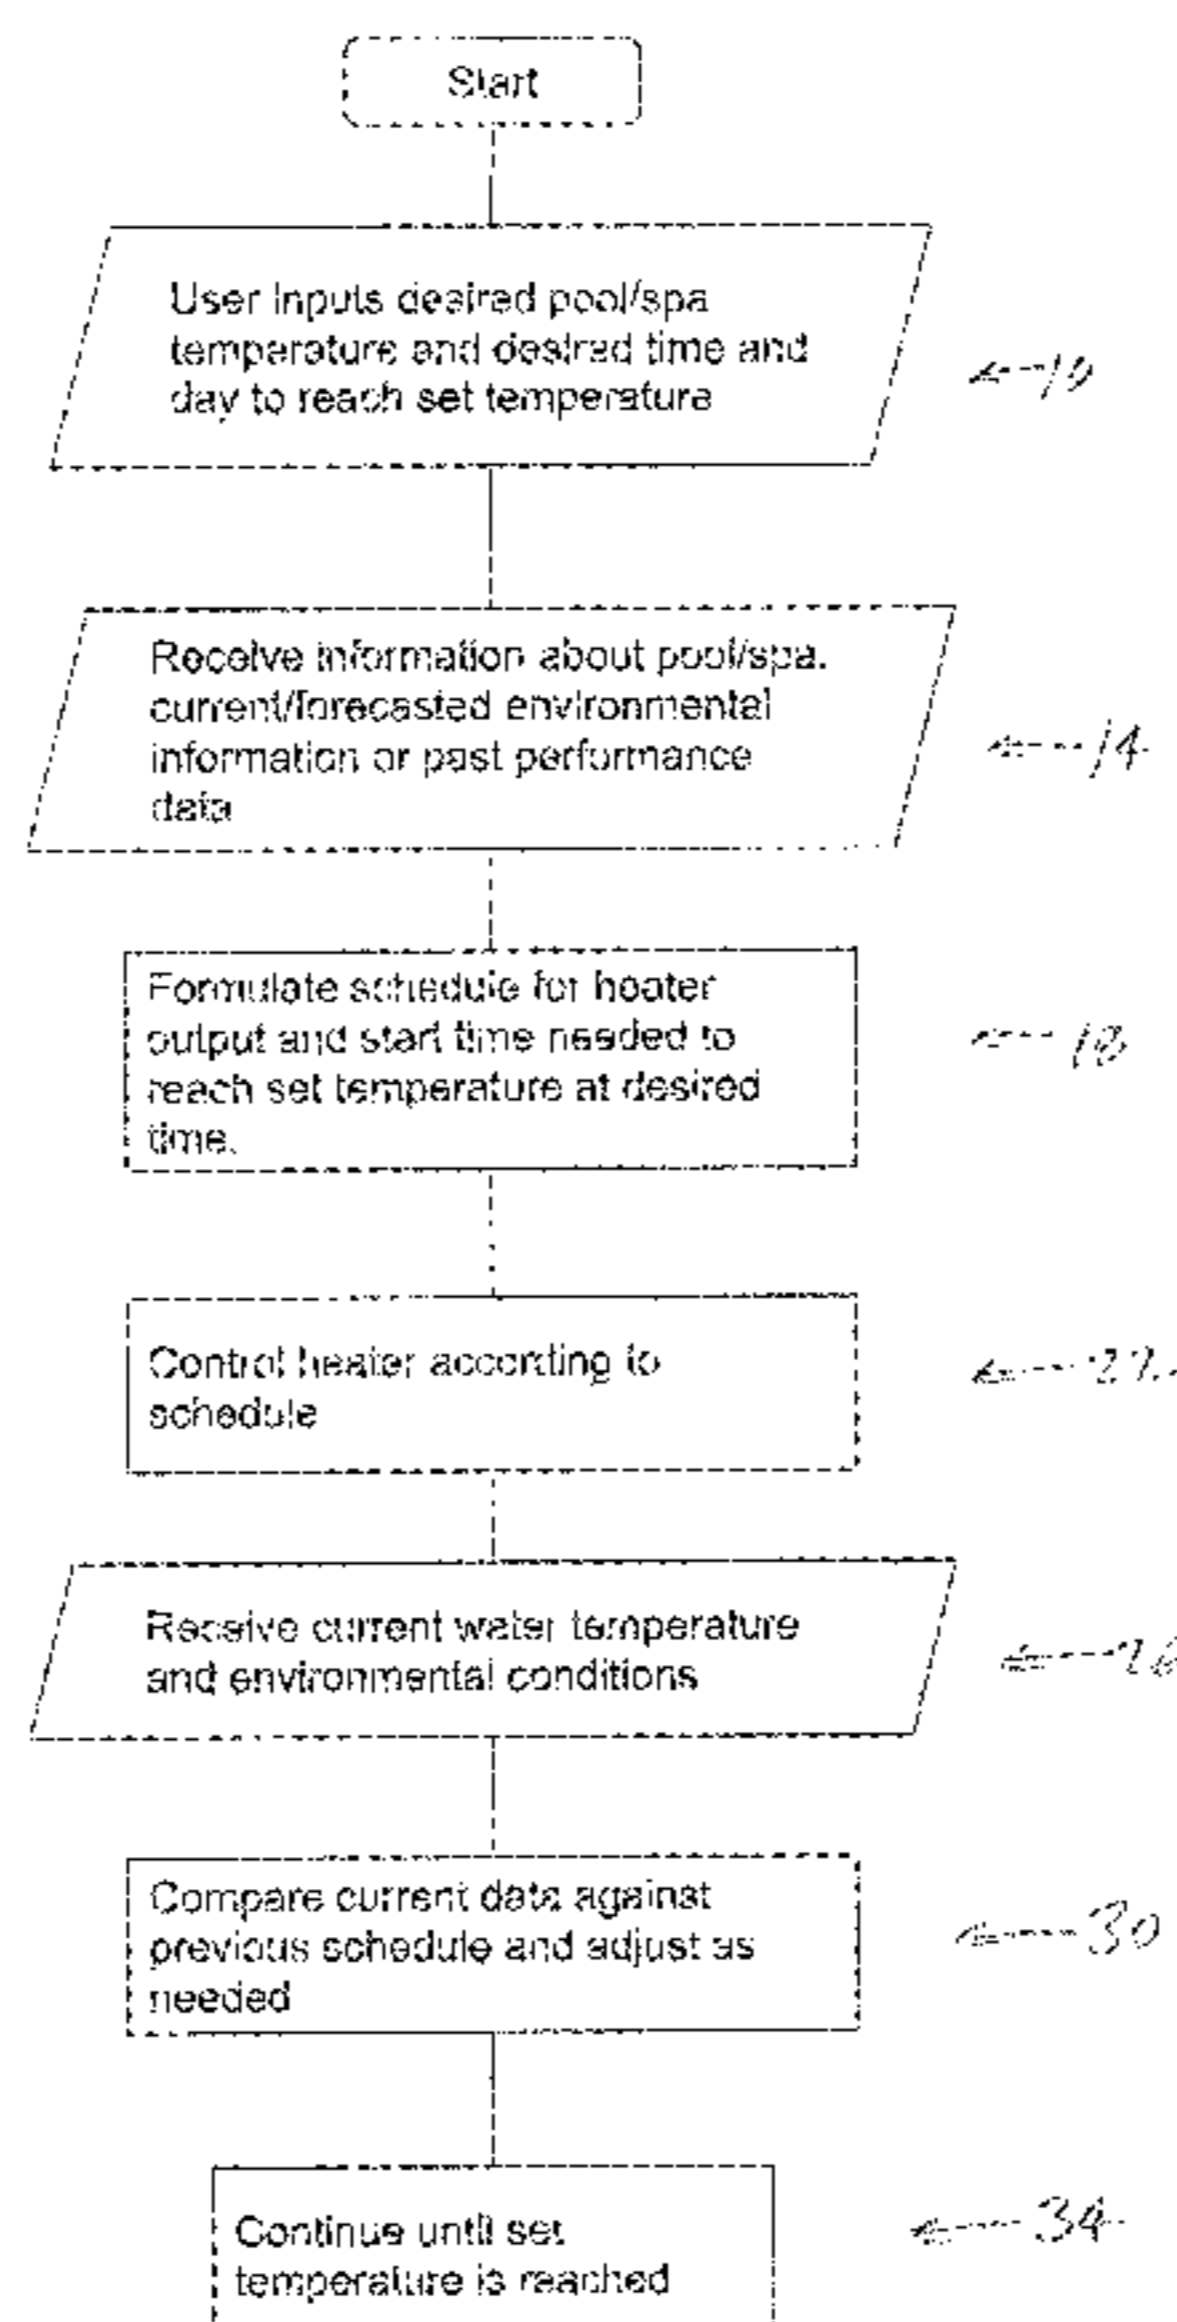 Start
User inputs desired pool/spa
temperature and desired time and
day to reach set temperature
10
Receive information about pool/spa,
current/forecasted environmental
information or past performance
data
14
Formulate schedule for heater
output and start time needed to
reach set temperature at desired
time.
18
Control heater according to
schedule
22
Receive current water temperature
and environmental conditions
26
Compare current data against
previous schedule and adjust as
needed
30
Continue until set
temperature is reached
34